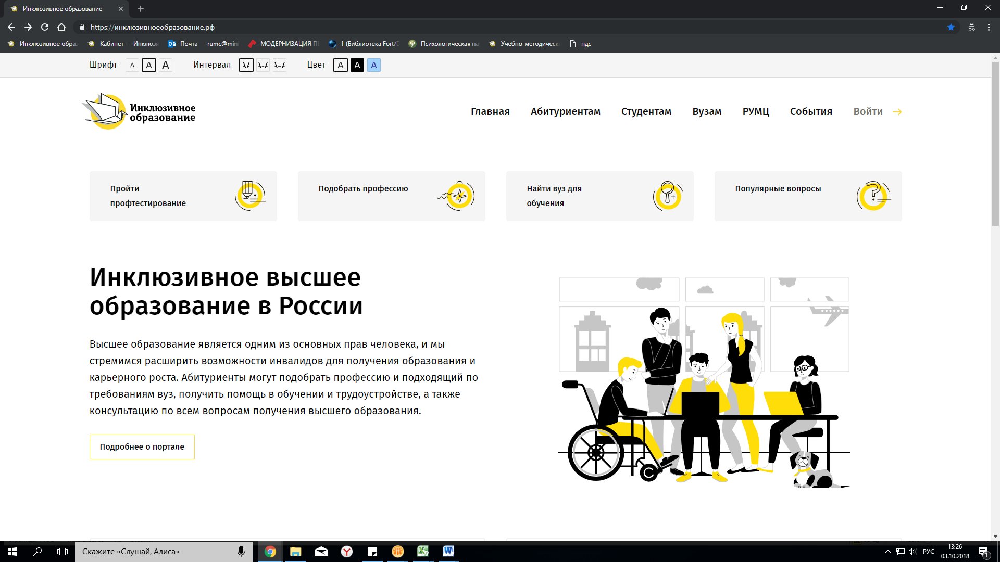 Инклюзивное образование
https://инклюзивноеобразование.рф
Инклюзивное обра
Кабинет — Инклюзи
Почта — rumc@mini
МОДЕРНИЗАЦИЯ П
1 (Библиотека Fort/
Психологическая на
Учебно-методическ
пдс
Шрифт A A A Интервал Цвет A A A
Инклюзивное
образование
Главная Абитуриентам Студентам Вузам РУМЦ События Войти
Пройти
профтестирование
Подобрать профессию
Найти вуз для
обучения
Популярные вопросы
Инклюзивное высшее
образование в России
Высшее образование является одним из основных прав человека, и мы
стремимся расширить возможности инвалидов для получения образования и
карьерного роста. Абитуриенты могут подобрать профессию и подходящий по
требованиям вуз, получить помощь в обучении и трудоустройстве, а также
консультацию по всем вопросам получения высшего образования.
Подробнее о портале
Скажите «Слушай, Алиса»
РУС
13:26
03.10.2018
1